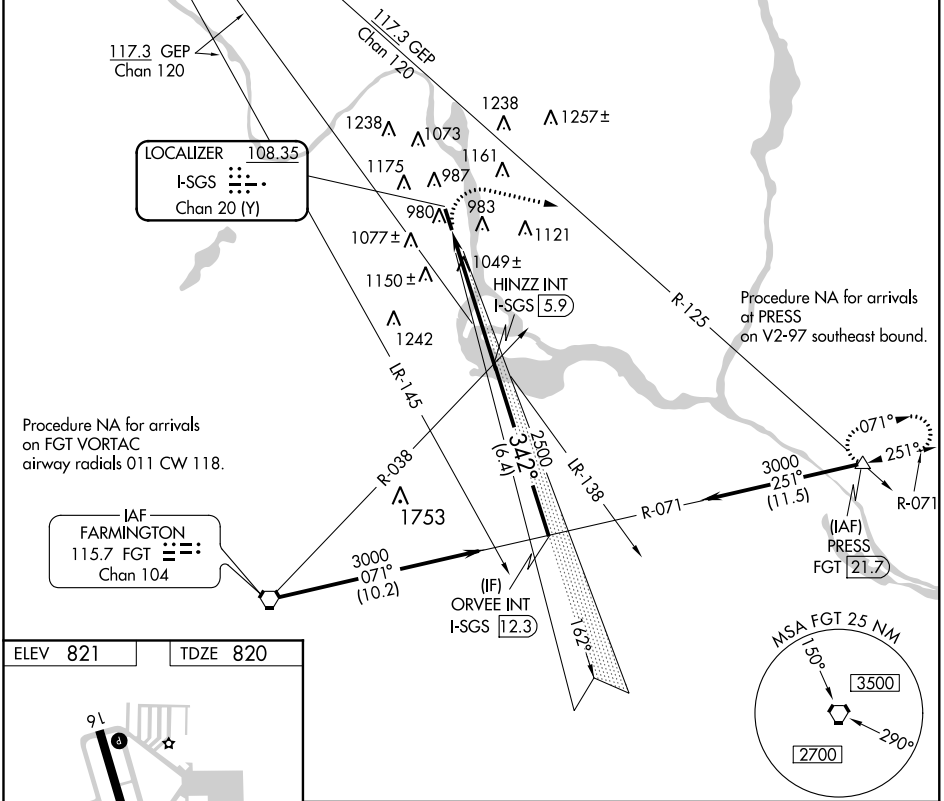 117.3 GEP
Chan 120
117.3 GEP
Chan 120
1238
1257±
1238
1073
LOCALIZER 108.35
I-SGS
Chan 20 (Y)
1161
1175
987
980
983
1121
1077±
1049±
1150±
HINZZ INT
I-SGS 5.9
1242
R-125
Procedure NA for arrivals
at PRESS
on V2-97 southeast bound.
LR-145
Procedure NA for arrivals
on FGT VORTAC
airway radials 011 CW 118.
R-038
342°
(6.4)
2500
LR-138
071°
251°
R-071
1753
3000
251°
(11.5)
R-071
IAF
FARMINGTON
115.7 FGT
Chan 104
(IAF)
PRESS
FGT 21.7
3000
071°
(10.2)
(IF)
ORVEE INT
I-SGS 12.3
162°
MSA FGT 25 NM
150°
3500
290°
2700
ELEV 821
TDZE 820
16
P